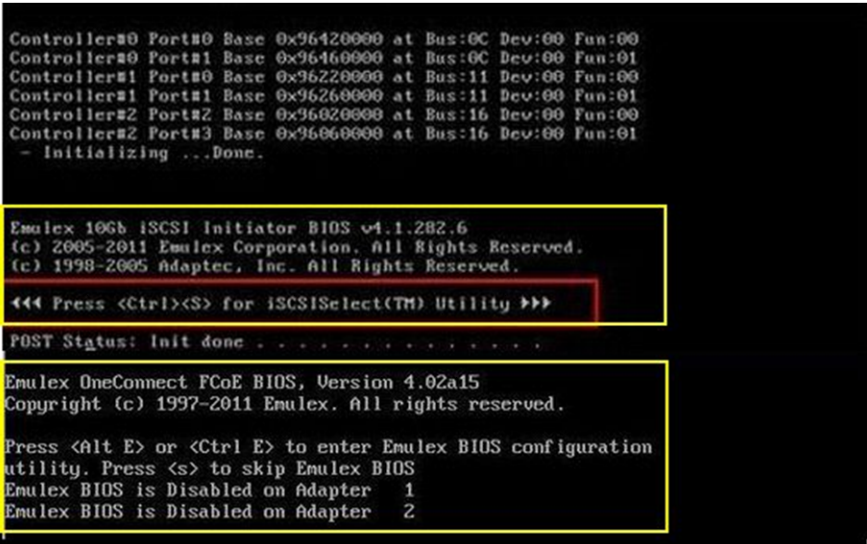 Controller#0 Port#0 Base 0x96420000 at Bus:0C Dev:00 Fun:00
Controller#0 Port#1 Base 0x96460000 at Bus:0C Dev:00 Fun:01
Controller#1 Port#0 Base 0x96220000 at Bus:11 Dev:00 Fun:00
Controller#1 Port#1 Base 0x96260000 at Bus:11 Dev:00 Fun:01
Controller#2 Port#2 Base 0x96020000 at Bus:16 Dev:00 Fun:00
Controller#2 Port#3 Base 0x96060000 at Bus:16 Dev:00 Fun:01
- Initializing ...Done.
Emulex 10Gb iSCSI Initiator BIOS v4.1.282.6
(c) 2005-2011 Emulex Corporation. All Rights Reserved.
(c) 1998-2005 Adaptec, Inc. All Rights Reserved.
◄◄◄ Press <Ctrl><S> for iSCSISelect(TM) Utility ►►►
POST Status: Init done . . . . . . . . . . . . . . .
Emulex OneConnect FCoE BIOS, Version 4.02a15
Copyright (c) 1997-2011 Emulex. All rights reserved.
Press <Alt E> or <Ctrl E> to enter Emulex BIOS configuration
utility. Press <s> to skip Emulex BIOS
Emulex BIOS is Disabled on Adapter 1
Emulex BIOS is Disabled on Adapter 2